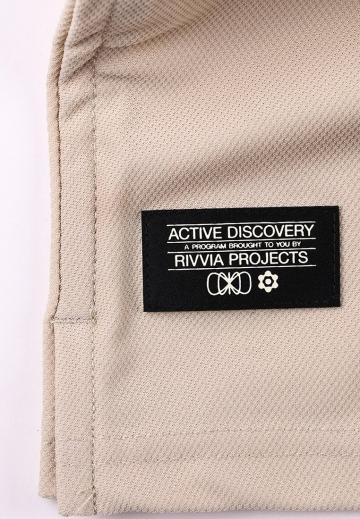 ACTIVE DISCOVERY
A PROGRAM BROUGHT TO YOU BY
RIVVIA PROJECTS